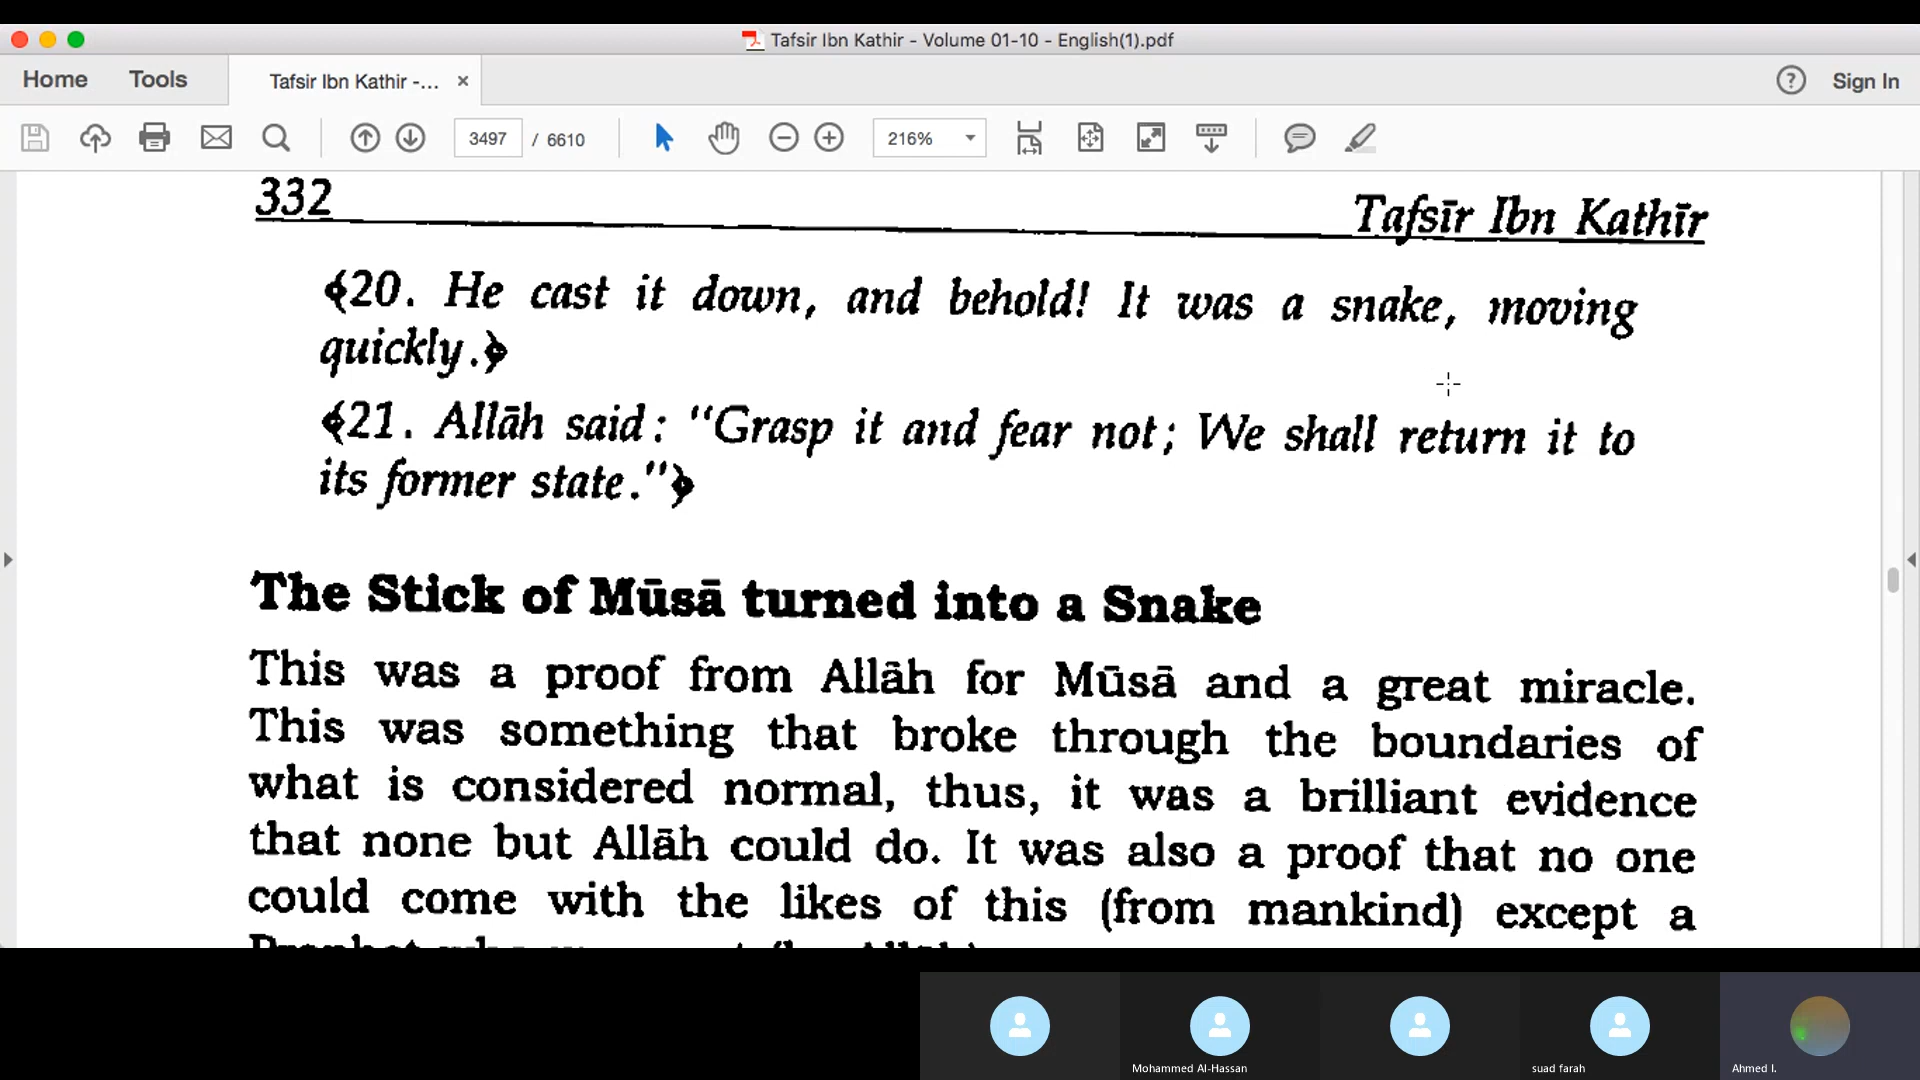 Tafsir Ibn Kathir - Volume 01-10 - English(1).pdf
Home Tools Tafsir Ibn Kathir -... × ? Sign In
3497 / 6610 216%
332 Tafsīr Ibn Kathīr
﴾20. He cast it down, and behold! It was a snake, moving
quickly.﴿
﴾21. Allāh said: "Grasp it and fear not; We shall return it to
its former state."﴿
The Stick of Mūsā turned into a Snake
This was a proof from Allāh for Mūsā and a great miracle.
This was something that broke through the boundaries of
what is considered normal, thus, it was a brilliant evidence
that none but Allāh could do. It was also a proof that no one
could come with the likes of this (from mankind) except a
Mohammed Al-Hassan suad farah Ahmed I.